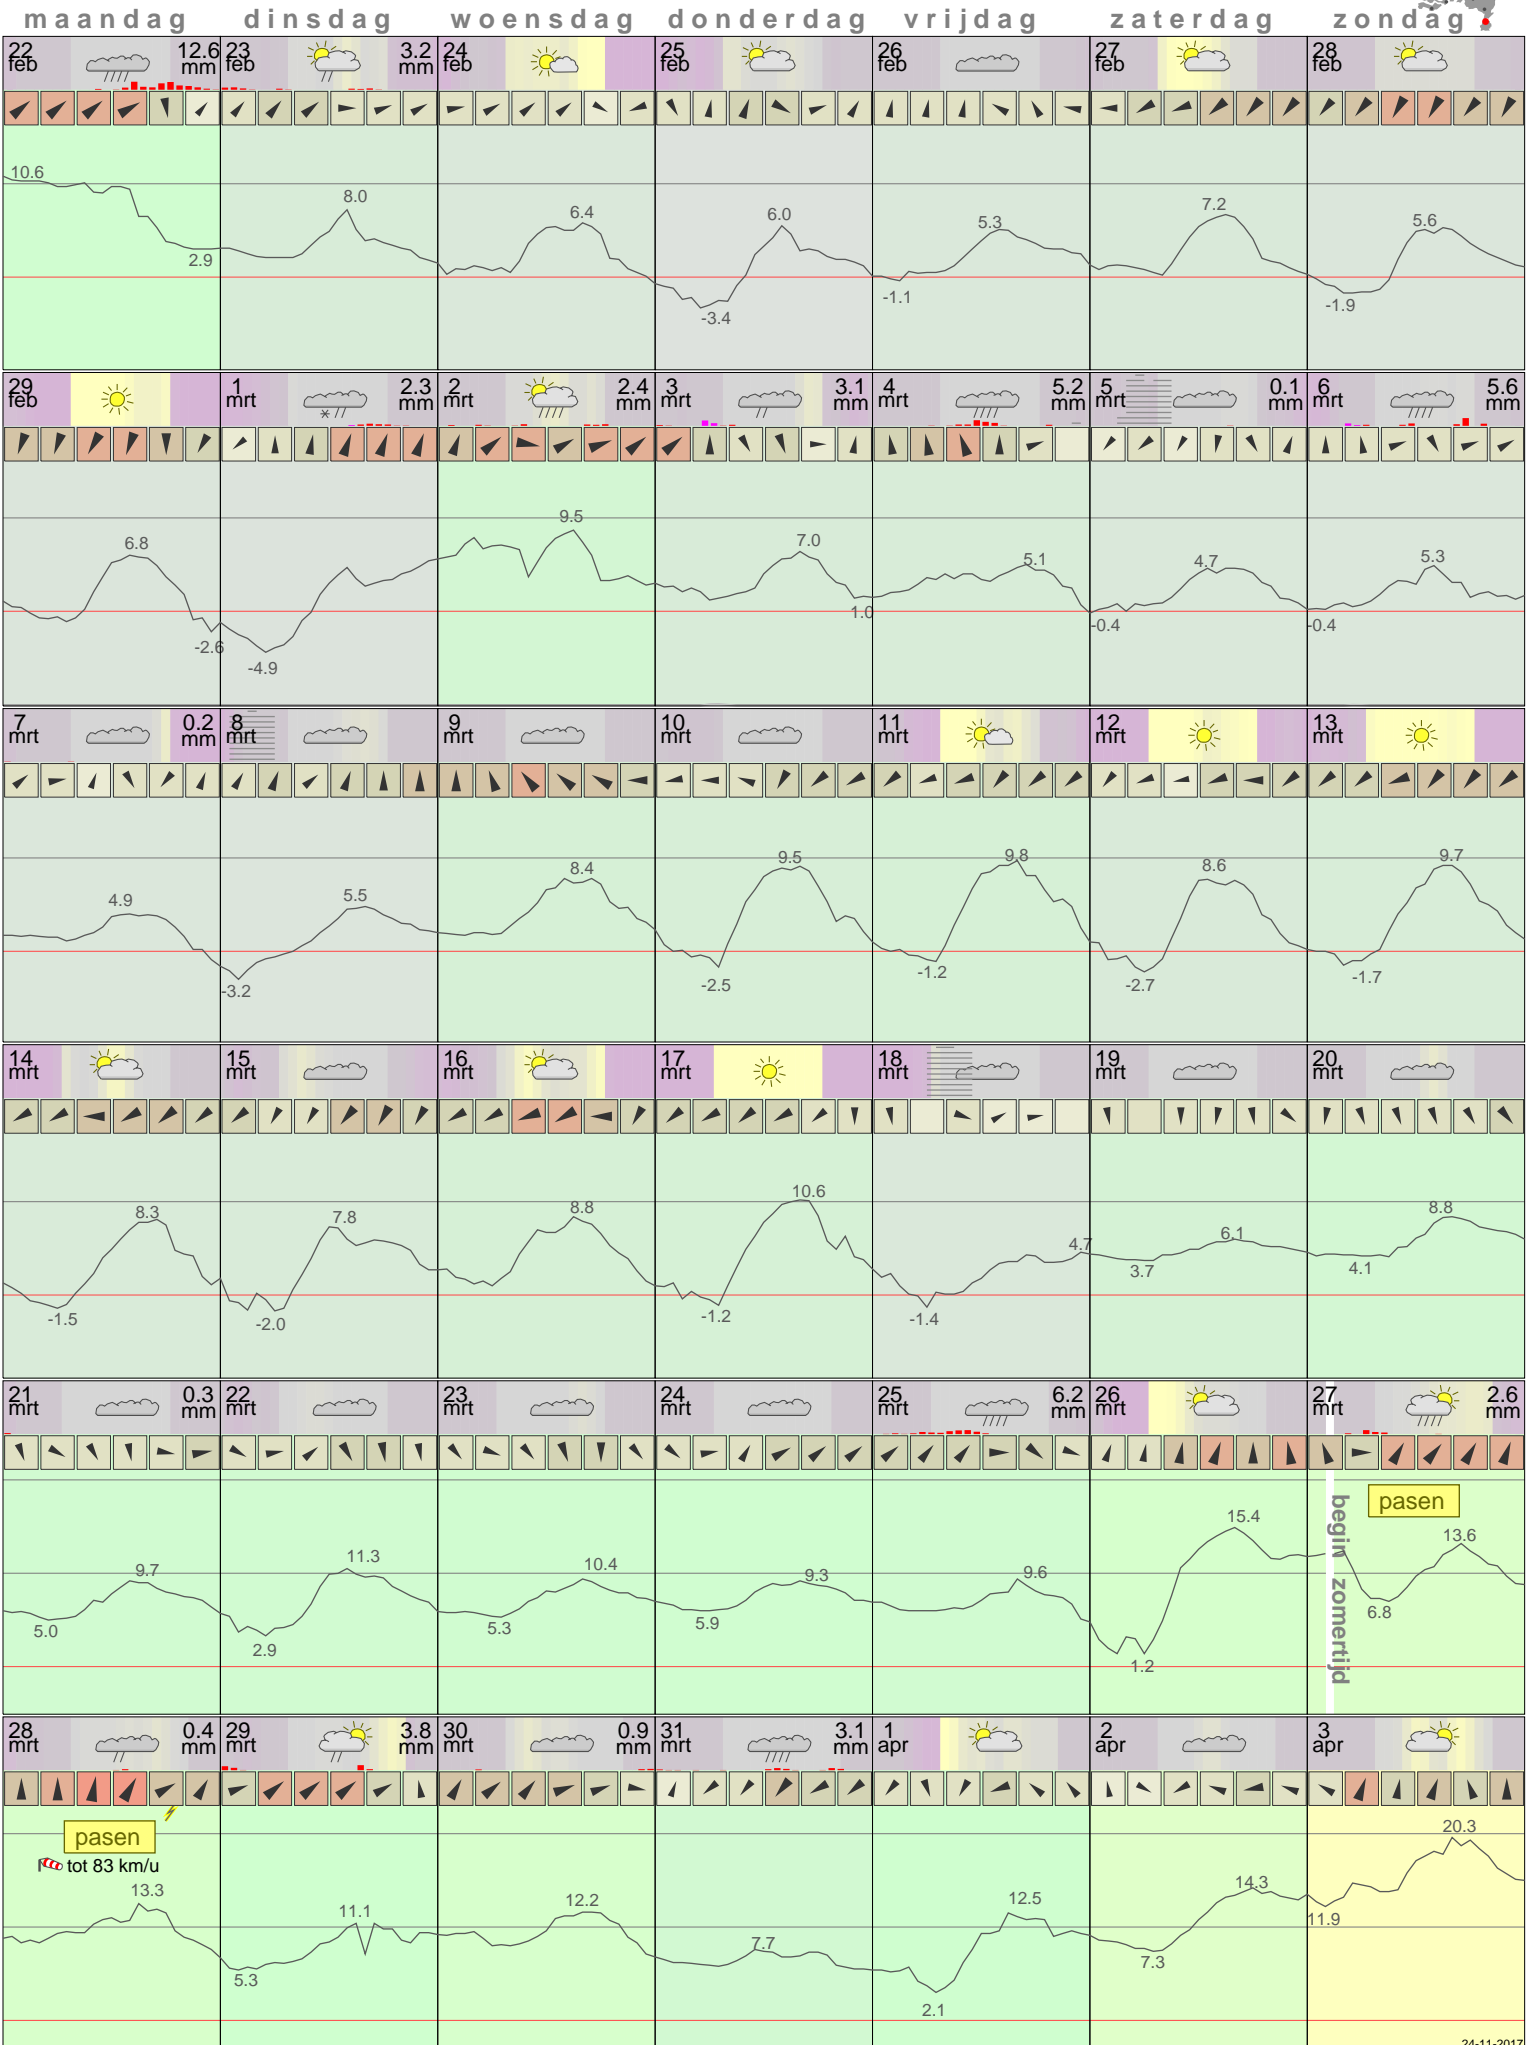 maandag dinsdag woensdag donderdag vrijdag zaterdag zondag
22 feb 12.6 mm 23 feb 3.2 mm 24 feb 25 feb 26 feb 27 feb 28 feb
10.6 2.9 8.0 6.4 -3.4 6.0 -1.1 5.3 7.2 -1.9 5.6
29 feb 1 mrt 2.3 mm 2 mrt 2.4 mm 3 mrt 3.1 mm 4 mrt 5.2 mm 5 mrt 0.1 mm 6 mrt 5.6 mm
6.8 -2.6 -4.9 9.5 7.0 1.0 5.1 -0.4 4.7 -0.4 5.3
7 mrt 0.2 mm 8 mrt 9 mrt 10 mrt 11 mrt 12 mrt 13 mrt
4.9 -3.2 5.5 8.4 -2.5 9.5 -1.2 9.8 -2.7 8.6 -1.7 9.7
14 mrt 15 mrt 16 mrt 17 mrt 18 mrt 19 mrt 20 mrt
-1.5 8.3 -2.0 7.8 8.8 -1.2 10.6 -1.4 4.7 3.7 6.1 4.1 8.8
21 mrt 0.3 mm 22 mrt 23 mrt 24 mrt 25 mrt 6.2 mm 26 mrt 27 mrt 2.6 mm
pasen
begin zomertijd
5.0 9.7 2.9 11.3 5.3 10.4 5.9 9.3 9.6 1.2 15.4 6.8 13.6
28 mrt 0.4 mm 29 mrt 3.8 mm 30 mrt 0.9 mm 31 mrt 3.1 mm 1 apr 2 apr 3 apr
pasen
tot 83 km/u
13.3 5.3 11.1 12.2 7.7 2.1 12.5 7.3 14.3 11.9 20.3
24-11-2017